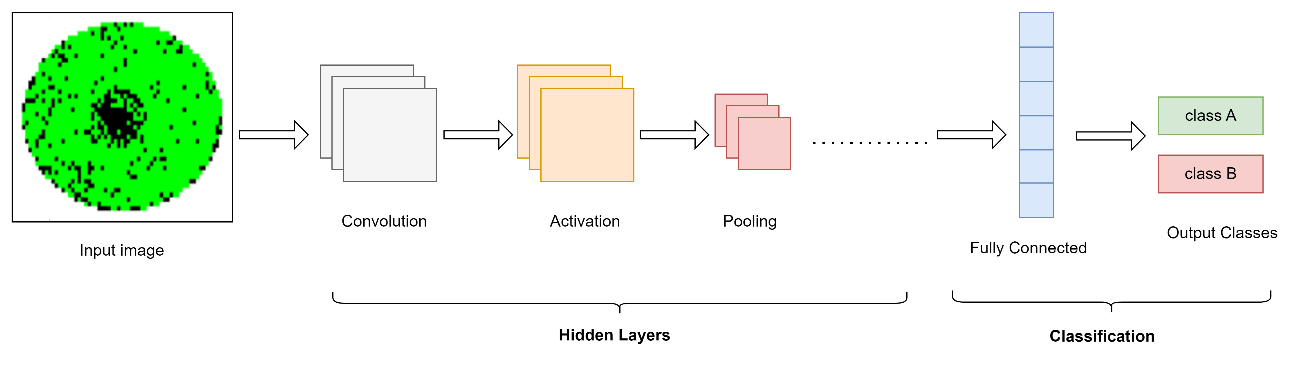 Input image
Convolution
Activation
Pooling
Fully Connected
class A
class B
Output Classes
Hidden Layers
Classification